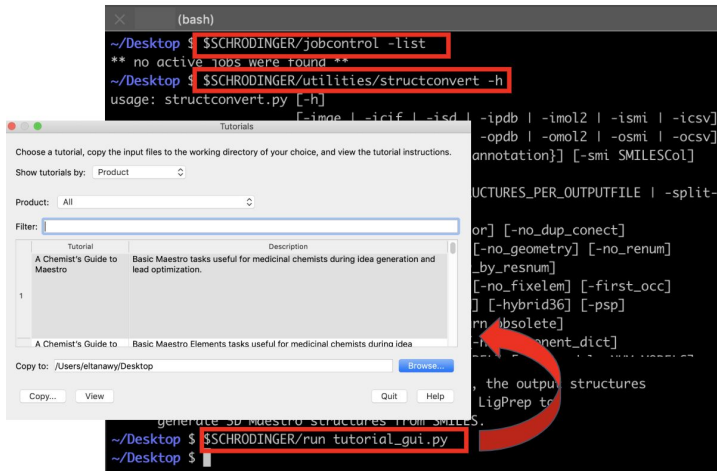 (bash)
~/Desktop $ $SCHRODINGER/jobcontrol -list
** no active jobs were found **
~/Desktop $ $SCHRODINGER/utilities/structconvert -h
usage: structconvert.py [-h]
[-imae | -icif | -isd | -ipdb | -imol2 | -ismi | -icsv]
-opdb | -omol2 | -osmi | -ocsv]
annotation}] [-smi SMILESCol]
UCTURES_PER_OUTPUTFILE | -split-
or] [-no_dup_conect]
[-no_geometry] [-no_renum]
_by_resnum]
[-no_fixelem] [-first_occ]
] [-hybrid36] [-psp]
obsolete]
onent_dict]
, the output structures
LigPrep to
generate 3D Maestro structures from SMILES.
~/Desktop $ $SCHRODINGER/run tutorial_gui.py
~/Desktop $
Tutorials
Choose a tutorial, copy the input files to the working directory of your choice, and view the tutorial instructions.
Show tutorials by: Product
Product: All
Filter:
Tutorial Description
1 A Chemist's Guide to Maestro Basic Maestro tasks useful for medicinal chemists during idea generation and
lead optimization.
A Chemist's Guide to Basic Maestro Elements tasks useful for medicinal chemists during idea
Copy to: /Users/eltanawy/Desktop Browse...
Copy... View Quit Help